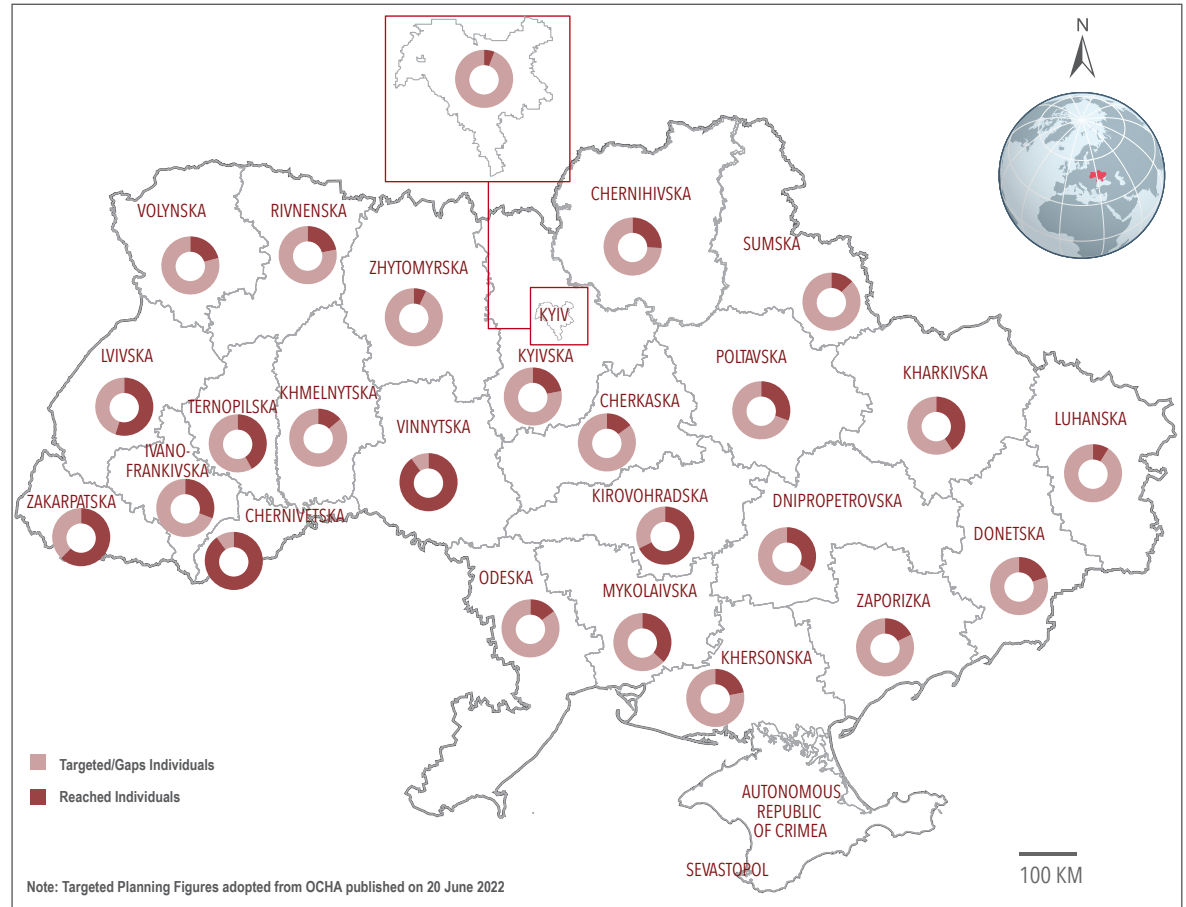 N
CHERNIHIVSKA
VOLYNSKA
RIVNENSKA
SUMSKA
ZHYTOMYRSKA
KYIV
LVIVSKA
KYIVSKA
POLTAVSKA
KHARKIVSKA
KHMELNYTSKA
TERNOPILSKA
CHERKASKA
VINNYTSKA
LUHANSKA
IVANO-
FRANKIVSKA
ZAKARPATSKA
CHERNIVETSKA
KIROVOHRADSKA
DNIPROPETROVSKA
DONETSKA
ODESKA
MYKOLAIVSKA
ZAPORIZKA
KHERSONSKA
Targeted/Gaps Individuals
Reached Individuals
AUTONOMOUS
REPUBLIC
OF CRIMEA
SEVASTOPOL
100 KM
Note: Targeted Planning Figures adopted from OCHA published on 20 June 2022